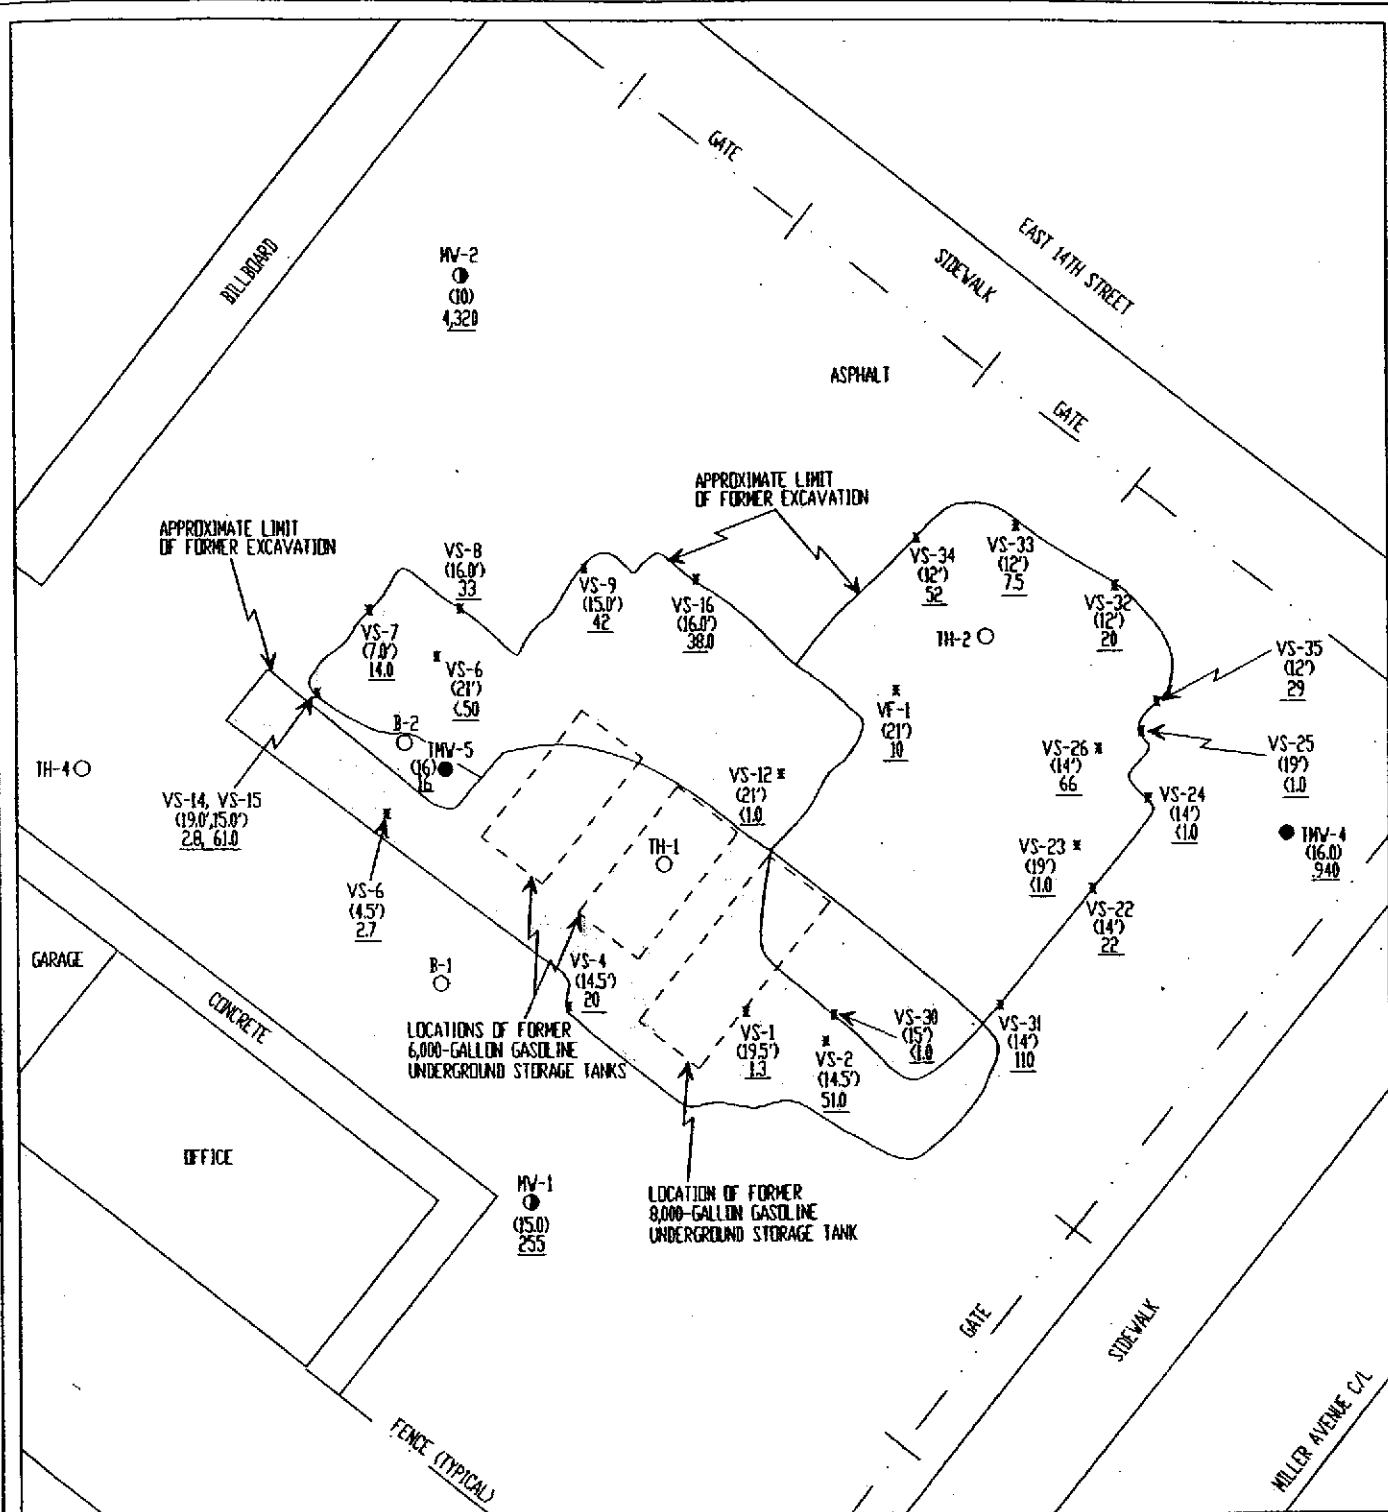 GATE
EAST 14TH STREET
SIDEWALK
BILLBOARD
MW-2
(10)
4,320
ASPHALT
GATE
APPROXIMATE LIMIT
OF FORMER EXCAVATION
APPROXIMATE LIMIT
OF FORMER EXCAVATION
VS-8
(16.0')
33
VS-9
(15.0')
42
VS-16
(16.0')
38.0
VS-34
(12')
52
VS-33
(12')
7.5
VS-32
(12')
20
VS-7
(7.0')
14.0
VS-6
(21')
<50
TH-2
VS-35
(12')
29
VF-1
(21')
10
B-2
TMW-5
(16)
16
TH-4
VS-12
(21')
<1.0
VS-26
(14')
66
VS-25
(19')
<1.0
VS-14, VS-15
(19.0',15.0')
2.8, 61.0
VS-24
(14')
<1.0
TMW-4
(16.0)
940
TH-1
VS-23
(19')
<1.0
VS-6
(4.5')
2.7
VS-22
(14')
22
GARAGE
B-1
VS-4
(14.5')
20
CONCRETE
LOCATIONS OF FORMER
6,000-GALLON GASOLINE
UNDERGROUND STORAGE TANKS
VS-1
(19.5')
1.3
VS-30
(15')
<1.0
VS-2
(14.5')
51.0
VS-31
(14')
110
OFFICE
MW-1
(15.0)
255
LOCATION OF FORMER
8,000-GALLON GASOLINE
UNDERGROUND STORAGE TANK
GATE
SIDEWALK
FENCE (TYPICAL)
MILLER AVENUE C/L